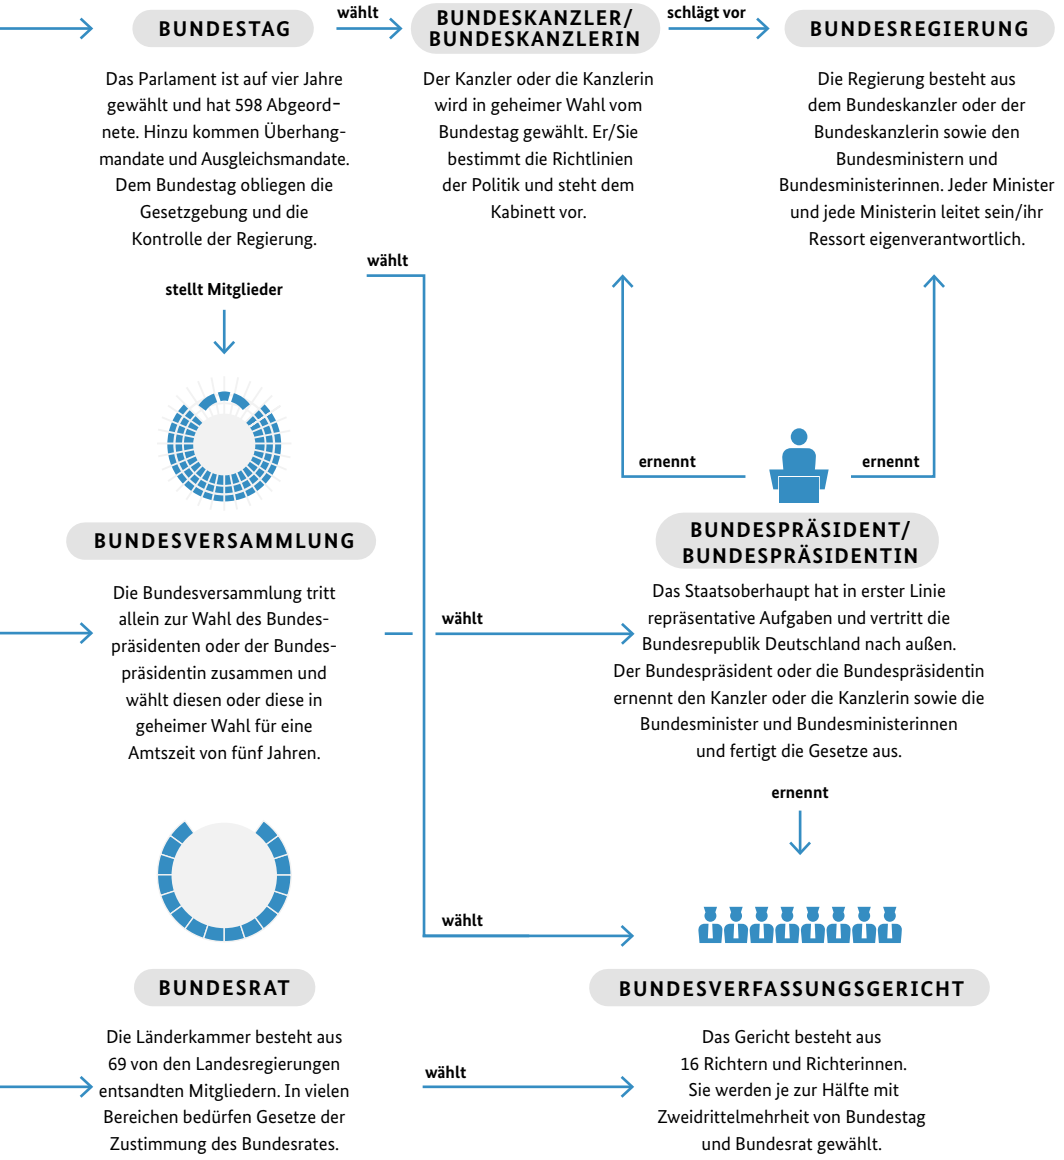 BUNDESTAG
Das Parlament ist auf vier Jahre
gewählt und hat 598 Abgeord-
nete. Hinzu kommen Überhang-
mandate und Ausgleichsmandate.
Dem Bundestag obliegen die
Gesetzgebung und die
Kontrolle der Regierung.
wählt
BUNDESKANZLER/
BUNDESKANZLERIN
Der Kanzler oder die Kanzlerin
wird in geheimer Wahl vom
Bundestag gewählt. Er/Sie
bestimmt die Richtlinien
der Politik und steht dem
Kabinett vor.
schlägt vor
BUNDESREGIERUNG
Die Regierung besteht aus
dem Bundeskanzler oder der
Bundeskanzlerin sowie den
Bundesministern und
Bundesministerinnen. Jeder Minister
und jede Ministerin leitet sein/ihr
Ressort eigenverantwortlich.
wählt
stellt Mitglieder
ernennt
ernennt
BUNDESVERSAMMLUNG
Die Bundesversammlung tritt
allein zur Wahl des Bundes-
präsidenten oder der Bundes-
präsidentin zusammen und
wählt diesen oder diese in
geheimer Wahl für eine
Amtszeit von fünf Jahren.
wählt
BUNDESPRÄSIDENT/
BUNDESPRÄSIDENTIN
Das Staatsoberhaupt hat in erster Linie
repräsentative Aufgaben und vertritt die
Bundesrepublik Deutschland nach außen.
Der Bundespräsident oder die Bundespräsidentin
ernennt den Kanzler oder die Kanzlerin sowie die
Bundesminister und Bundesministerinnen
und fertigt die Gesetze aus.
ernennt
wählt
BUNDESRAT
Die Länderkammer besteht aus
69 von den Landesregierungen
entsandten Mitgliedern. In vielen
Bereichen bedürfen Gesetze der
Zustimmung des Bundesrates.
wählt
BUNDESVERFASSUNGSGERICHT
Das Gericht besteht aus
16 Richtern und Richterinnen.
Sie werden je zur Hälfte mit
Zweidrittelmehrheit von Bundestag
und Bundesrat gewählt.